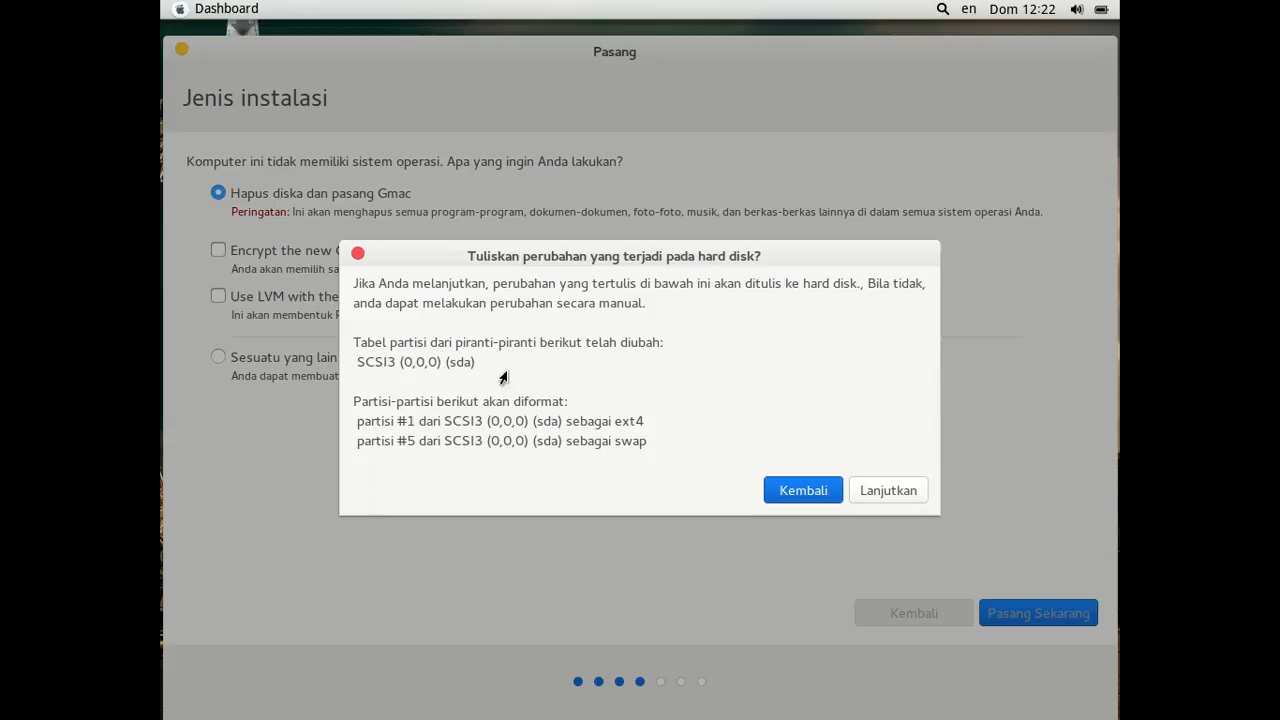 Dashboard
en Dom 12:22
Pasang
Jenis instalasi
Komputer ini tidak memiliki sistem operasi. Apa yang ingin Anda lakukan?
Hapus diska dan pasang Gmac
Peringatan: Ini akan menghapus semua program-program, dokumen-dokumen, foto-foto, musik, dan berkas-berkas lainnya di dalam semua sistem operasi Anda.
Encrypt the new
Anda akan memilih
Use LVM with the
Ini akan membentuk
Sesuatu yang lain
Anda dapat membuat
Tuliskan perubahan yang terjadi pada hard disk?
Jika Anda melanjutkan, perubahan yang tertulis di bawah ini akan ditulis ke hard disk., Bila tidak,
anda dapat melakukan perubahan secara manual.
Tabel partisi dari piranti-piranti berikut telah diubah:
SCSI3 (0,0,0) (sda)
Partisi-partisi berikut akan diformat:
partisi #1 dari SCSI3 (0,0,0) (sda) sebagai ext4
partisi #5 dari SCSI3 (0,0,0) (sda) sebagai swap
Kembali Lanjutkan
Kembali Pasang Sekarang